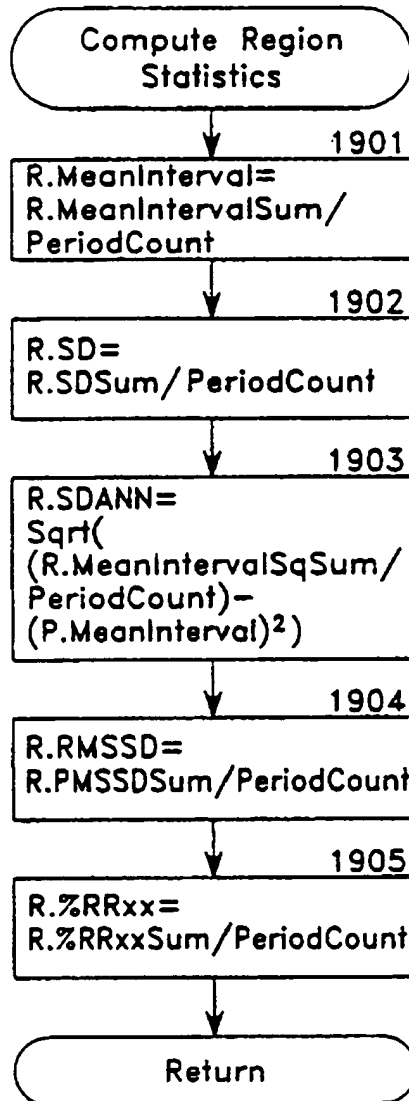 Compute Region
Statistics
1901
R.MeanInterval=
R.MeanIntervalSum/
PeriodCount
1902
R.SD=
R.SDSum/PeriodCount
1903
R.SDANN=
Sqrt(
(R.MeanIntervalSqSum/
PeriodCount)-
(P.MeanInterval)²)
1904
R.RMSSD=
R.PMSSDSum/PeriodCount
1905
R.%RRxx=
R.%RRxxSum/PeriodCount
Return